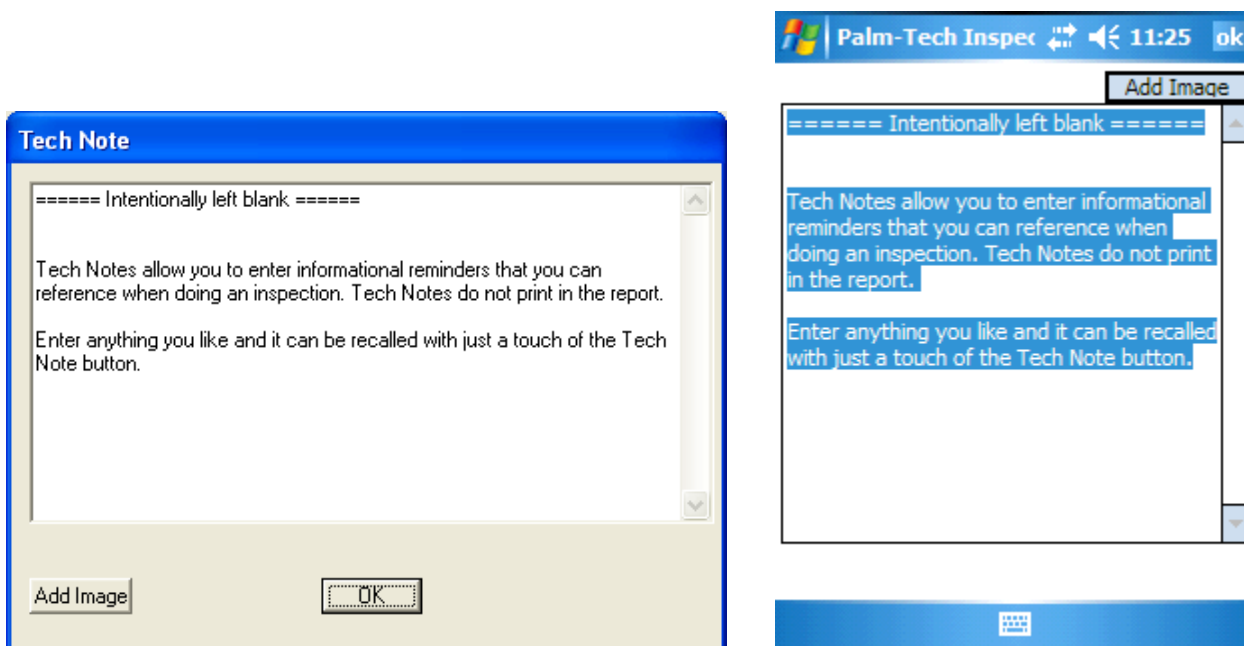 Tech Note
====== Intentionally left blank ======
Tech Notes allow you to enter informational reminders that you can
reference when doing an inspection. Tech Notes do not print in the report.
Enter anything you like and it can be recalled with just a touch of the Tech
Note button.
Add Image
OK
Palm-Tech Inspec 11:25 ok
Add Image
====== Intentionally left blank ======
Tech Notes allow you to enter informational
reminders that you can reference when
doing an inspection. Tech Notes do not print
in the report.
Enter anything you like and it can be recalled
with just a touch of the Tech Note button.